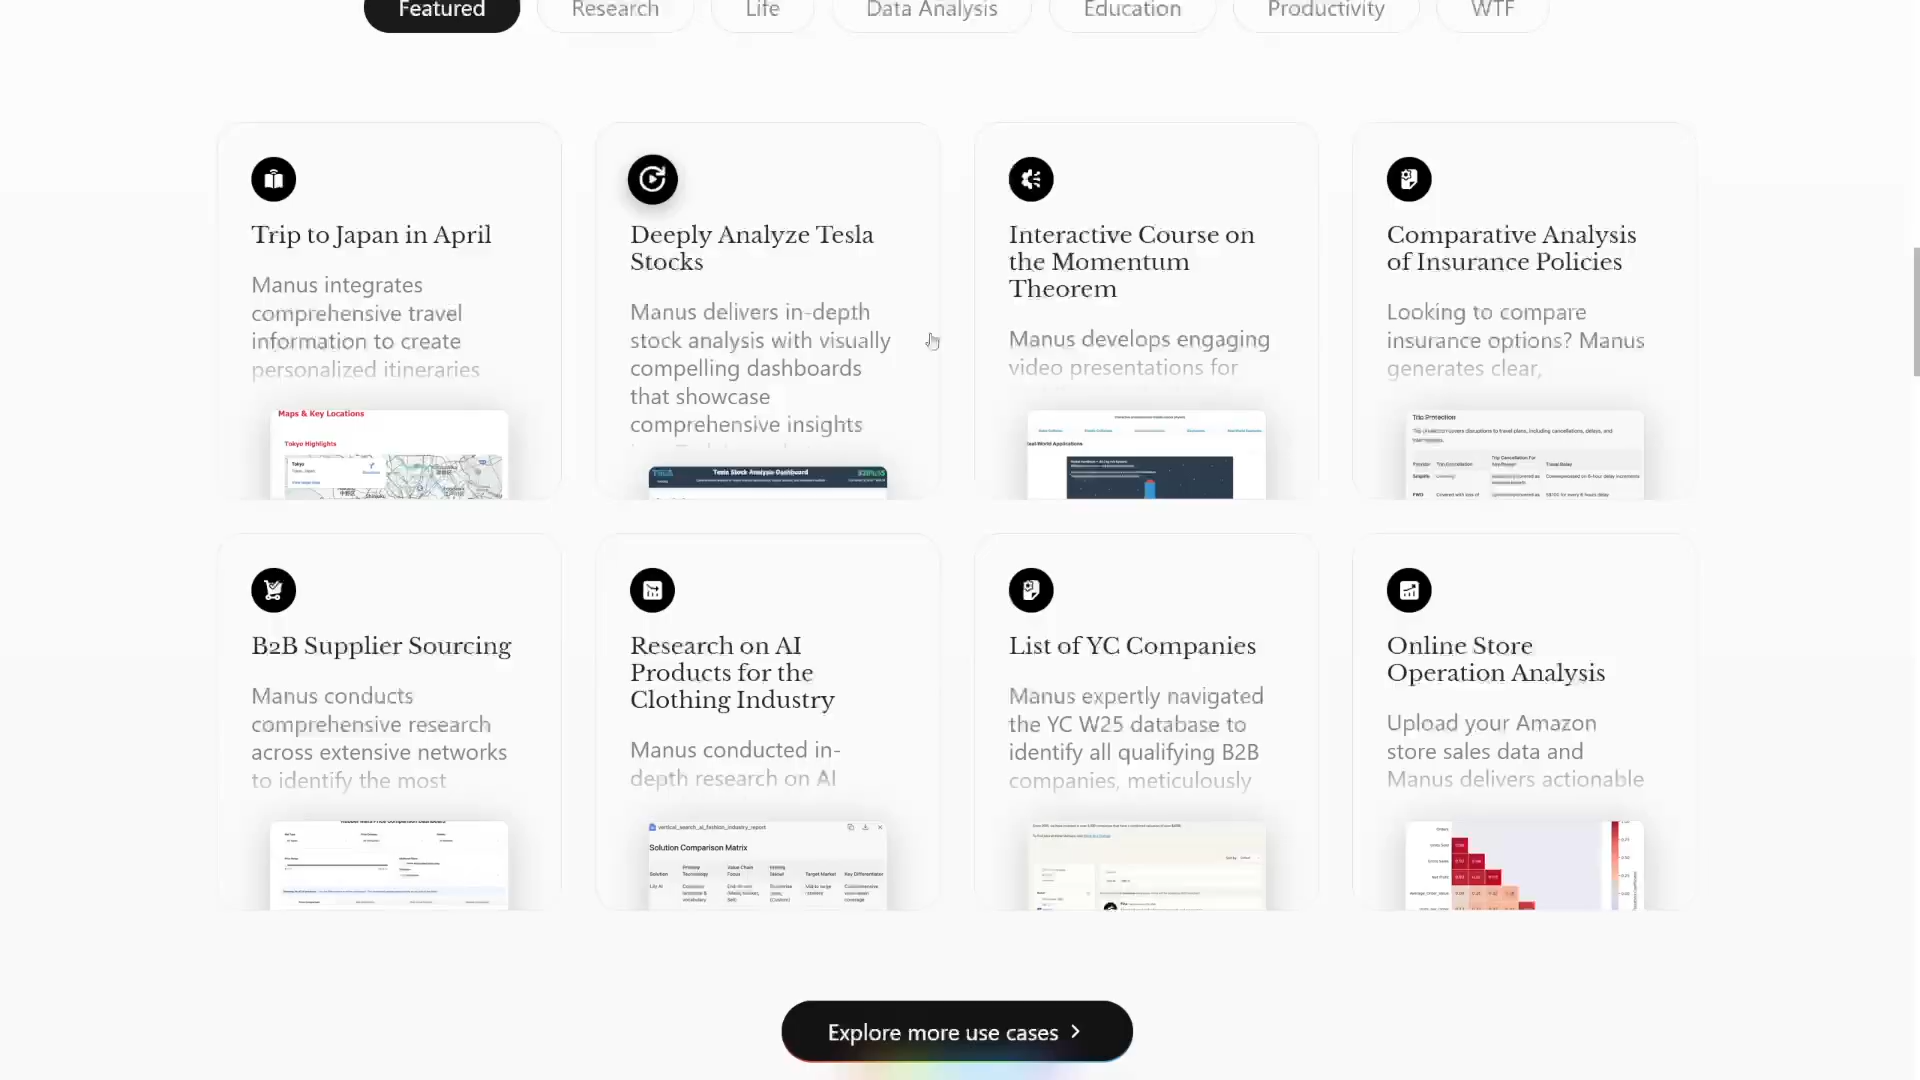 Featured
Research
Life
Data Analysis
Education
Productivity
WTF
Trip to Japan in April
Manus integrates
comprehensive travel
information to create
personalized itineraries
Maps & Key Locations
Tokyo Highlights
Deeply Analyze Tesla
Stocks
Manus delivers in-depth
stock analysis with visually
compelling dashboards
that showcase
comprehensive insights
Tesla Stock Analysis Dashboard
Interactive Course on
the Momentum
Theorem
Manus develops engaging
video presentations for
Real-World Applications
Comparative Analysis
of Insurance Policies
Looking to compare
insurance options? Manus
generates clear,
Trip Protection
B2B Supplier Sourcing
Manus conducts
comprehensive research
across extensive networks
to identify the most
Research on AI
Products for the
Clothing Industry
Manus conducted in-
depth research on AI
vertical_search_ai_fashion_industry_report
Solution Comparison Matrix
Solution
Target Market
Key Differentiator
List of YC Companies
Manus expertly navigated
the YC W25 database to
identify all qualifying B2B
companies, meticulously
Online Store
Operation Analysis
Upload your Amazon
store sales data and
Manus delivers actionable
Explore more use cases